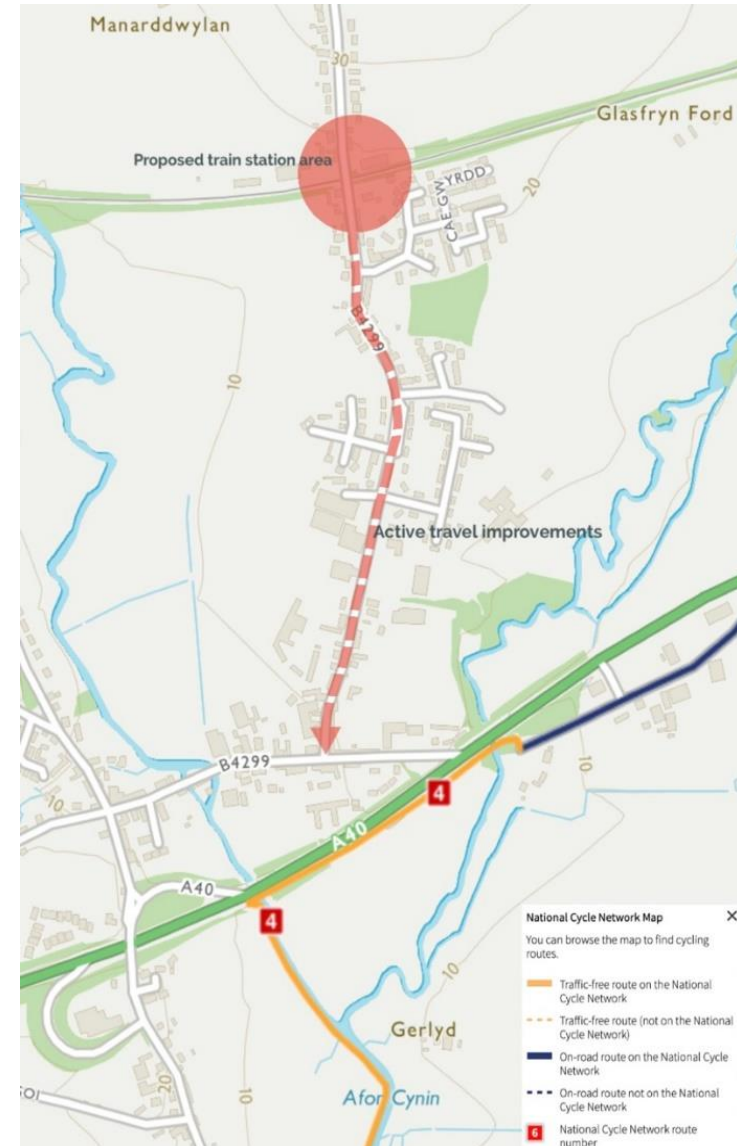 Manarddwylan
30
Glasfryn Ford
Proposed train station area
CAEGWYRDD
20
B4299
10
Active travel improvements
B4299
10
4
10
A40
A40
4
10
Gerlyd
20
10
Afon Cynin
National Cycle Network Map
You can browse the map to find cycling
routes.
Traffic-free route on the National
Cycle Network
Traffic-free route (not on the National
Cycle Network)
On-road route on the National Cycle
Network
On-road route not on the National
Cycle Network
6
National Cycle Network route
number